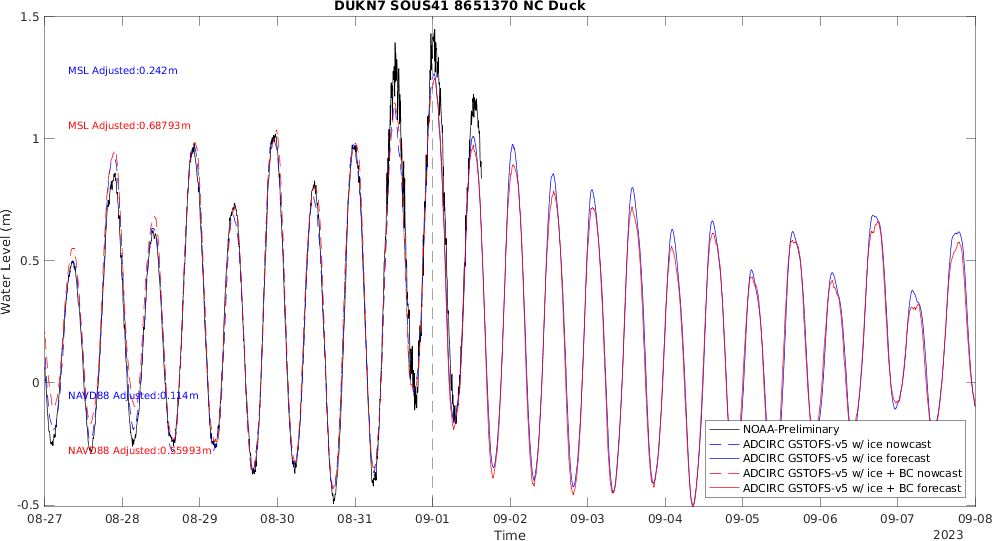 DUKN7 SOUS41 8651370 NC Duck
1.5
1
0.5
0
-0.5
Water Level (m)
MSL Adjusted:0.242m
MSL Adjusted:0.68793m
NAVD88 Adjusted:0.114m
NAVD88 Adjusted:0.55993m
NOAA-Preliminary
ADCIRC GSTOFS-v5 w/ ice nowcast
ADCIRC GSTOFS-v5 w/ ice forecast
ADCIRC GSTOFS-v5 w/ ice + BC nowcast
ADCIRC GSTOFS-v5 w/ ice + BC forecast
08-27 08-28 08-29 08-30 08-31 09-01 09-02 09-03 09-04 09-05 09-06 09-07 09-08
Time
2023